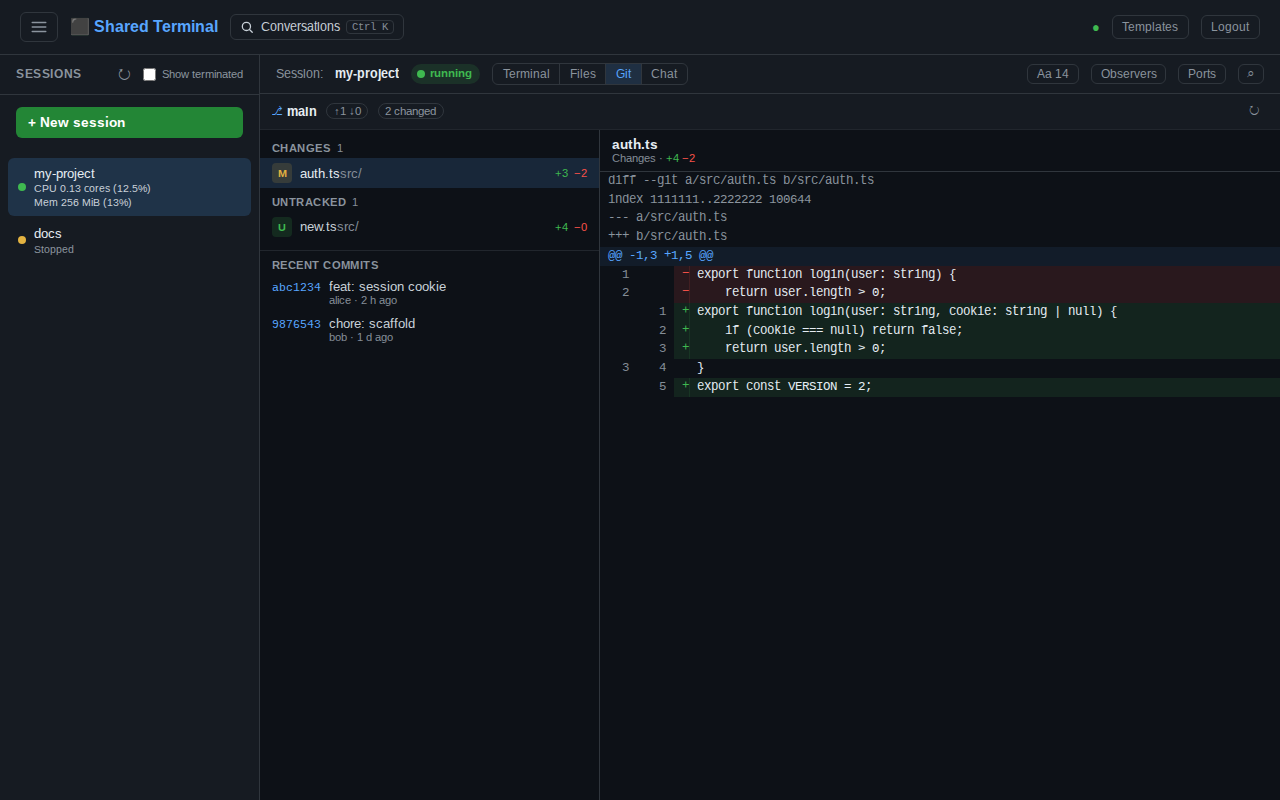 Shared Terminal
Conversations Ctrl K
Templates
Logout
SESSIONS
Show terminated
+ New session
my-project
CPU 0.13 cores (12.5%)
Mem 256 MiB (13%)
docs
Stopped
Session: my-project running
Terminal Files Git Chat
Aa 14
Observers
Ports
main ↑1 ↓0 2 changed
CHANGES 1
M auth.ts src/ +3 −2
UNTRACKED 1
U new.ts src/ +4 −0
RECENT COMMITS
abc1234 feat: session cookie
alice · 2 h ago
9876543 chore: scaffold
bob · 1 d ago
auth.ts
Changes · +4 −2
diff --git a/src/auth.ts b/src/auth.ts
index 1111111..2222222 100644
--- a/src/auth.ts
+++ b/src/auth.ts
@@ -1,3 +1,5 @@
1 − export function login(user: string) {
2 − return user.length > 0;
1 + export function login(user: string, cookie: string | null) {
2 + if (cookie === null) return false;
3 + return user.length > 0;
3 4 }
5 + export const VERSION = 2;